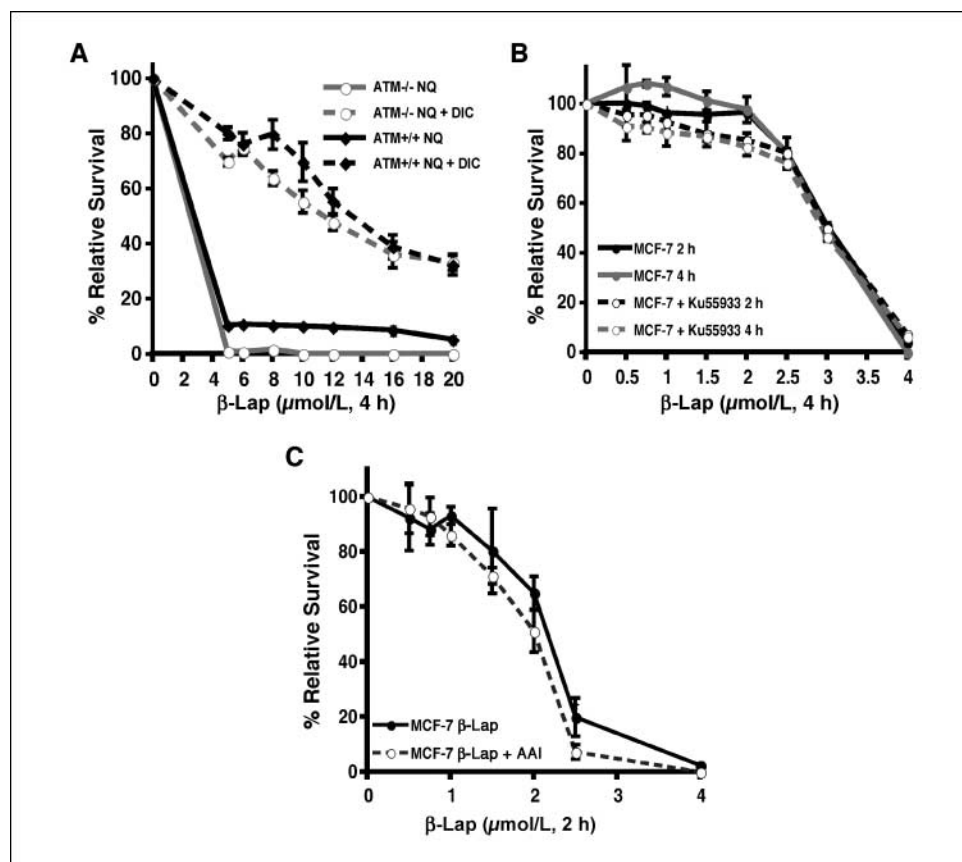 A
% Relative Survival
100
80
60
40
20
0
ATM-/- NQ
ATM-/- NQ + DIC
ATM+/+ NQ
ATM+/+ NQ + DIC
0 2 4 6 8 10 12 14 16 18 20
β-Lap (µmol/L, 4 h)
B
% Relative Survival
100
80
60
40
20
0
MCF-7 2 h
MCF-7 4 h
MCF-7 + Ku55933 2 h
MCF-7 + Ku55933 4 h
0 0.5 1 1.5 2 2.5 3 4
β-Lap (µmol/L, 4 h)
C
% Relative Survival
100
80
60
40
20
0
MCF-7 β-Lap
MCF-7 β-Lap + AAI
0 1 2 3 4
β-Lap (µmol/L, 2 h)